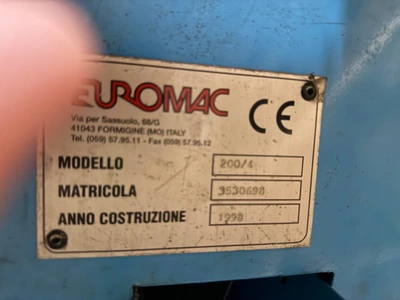 EUROMAC
CE
Via per Sassuolo, 68/G
41043 FORMIGINE (MO) ITALY
Tel. (059) 57.95.11 - Fax (059) 57.95.12
MODELLO 200/4
MATRICOLA 3530698
ANNO COSTRUZIONE 1998